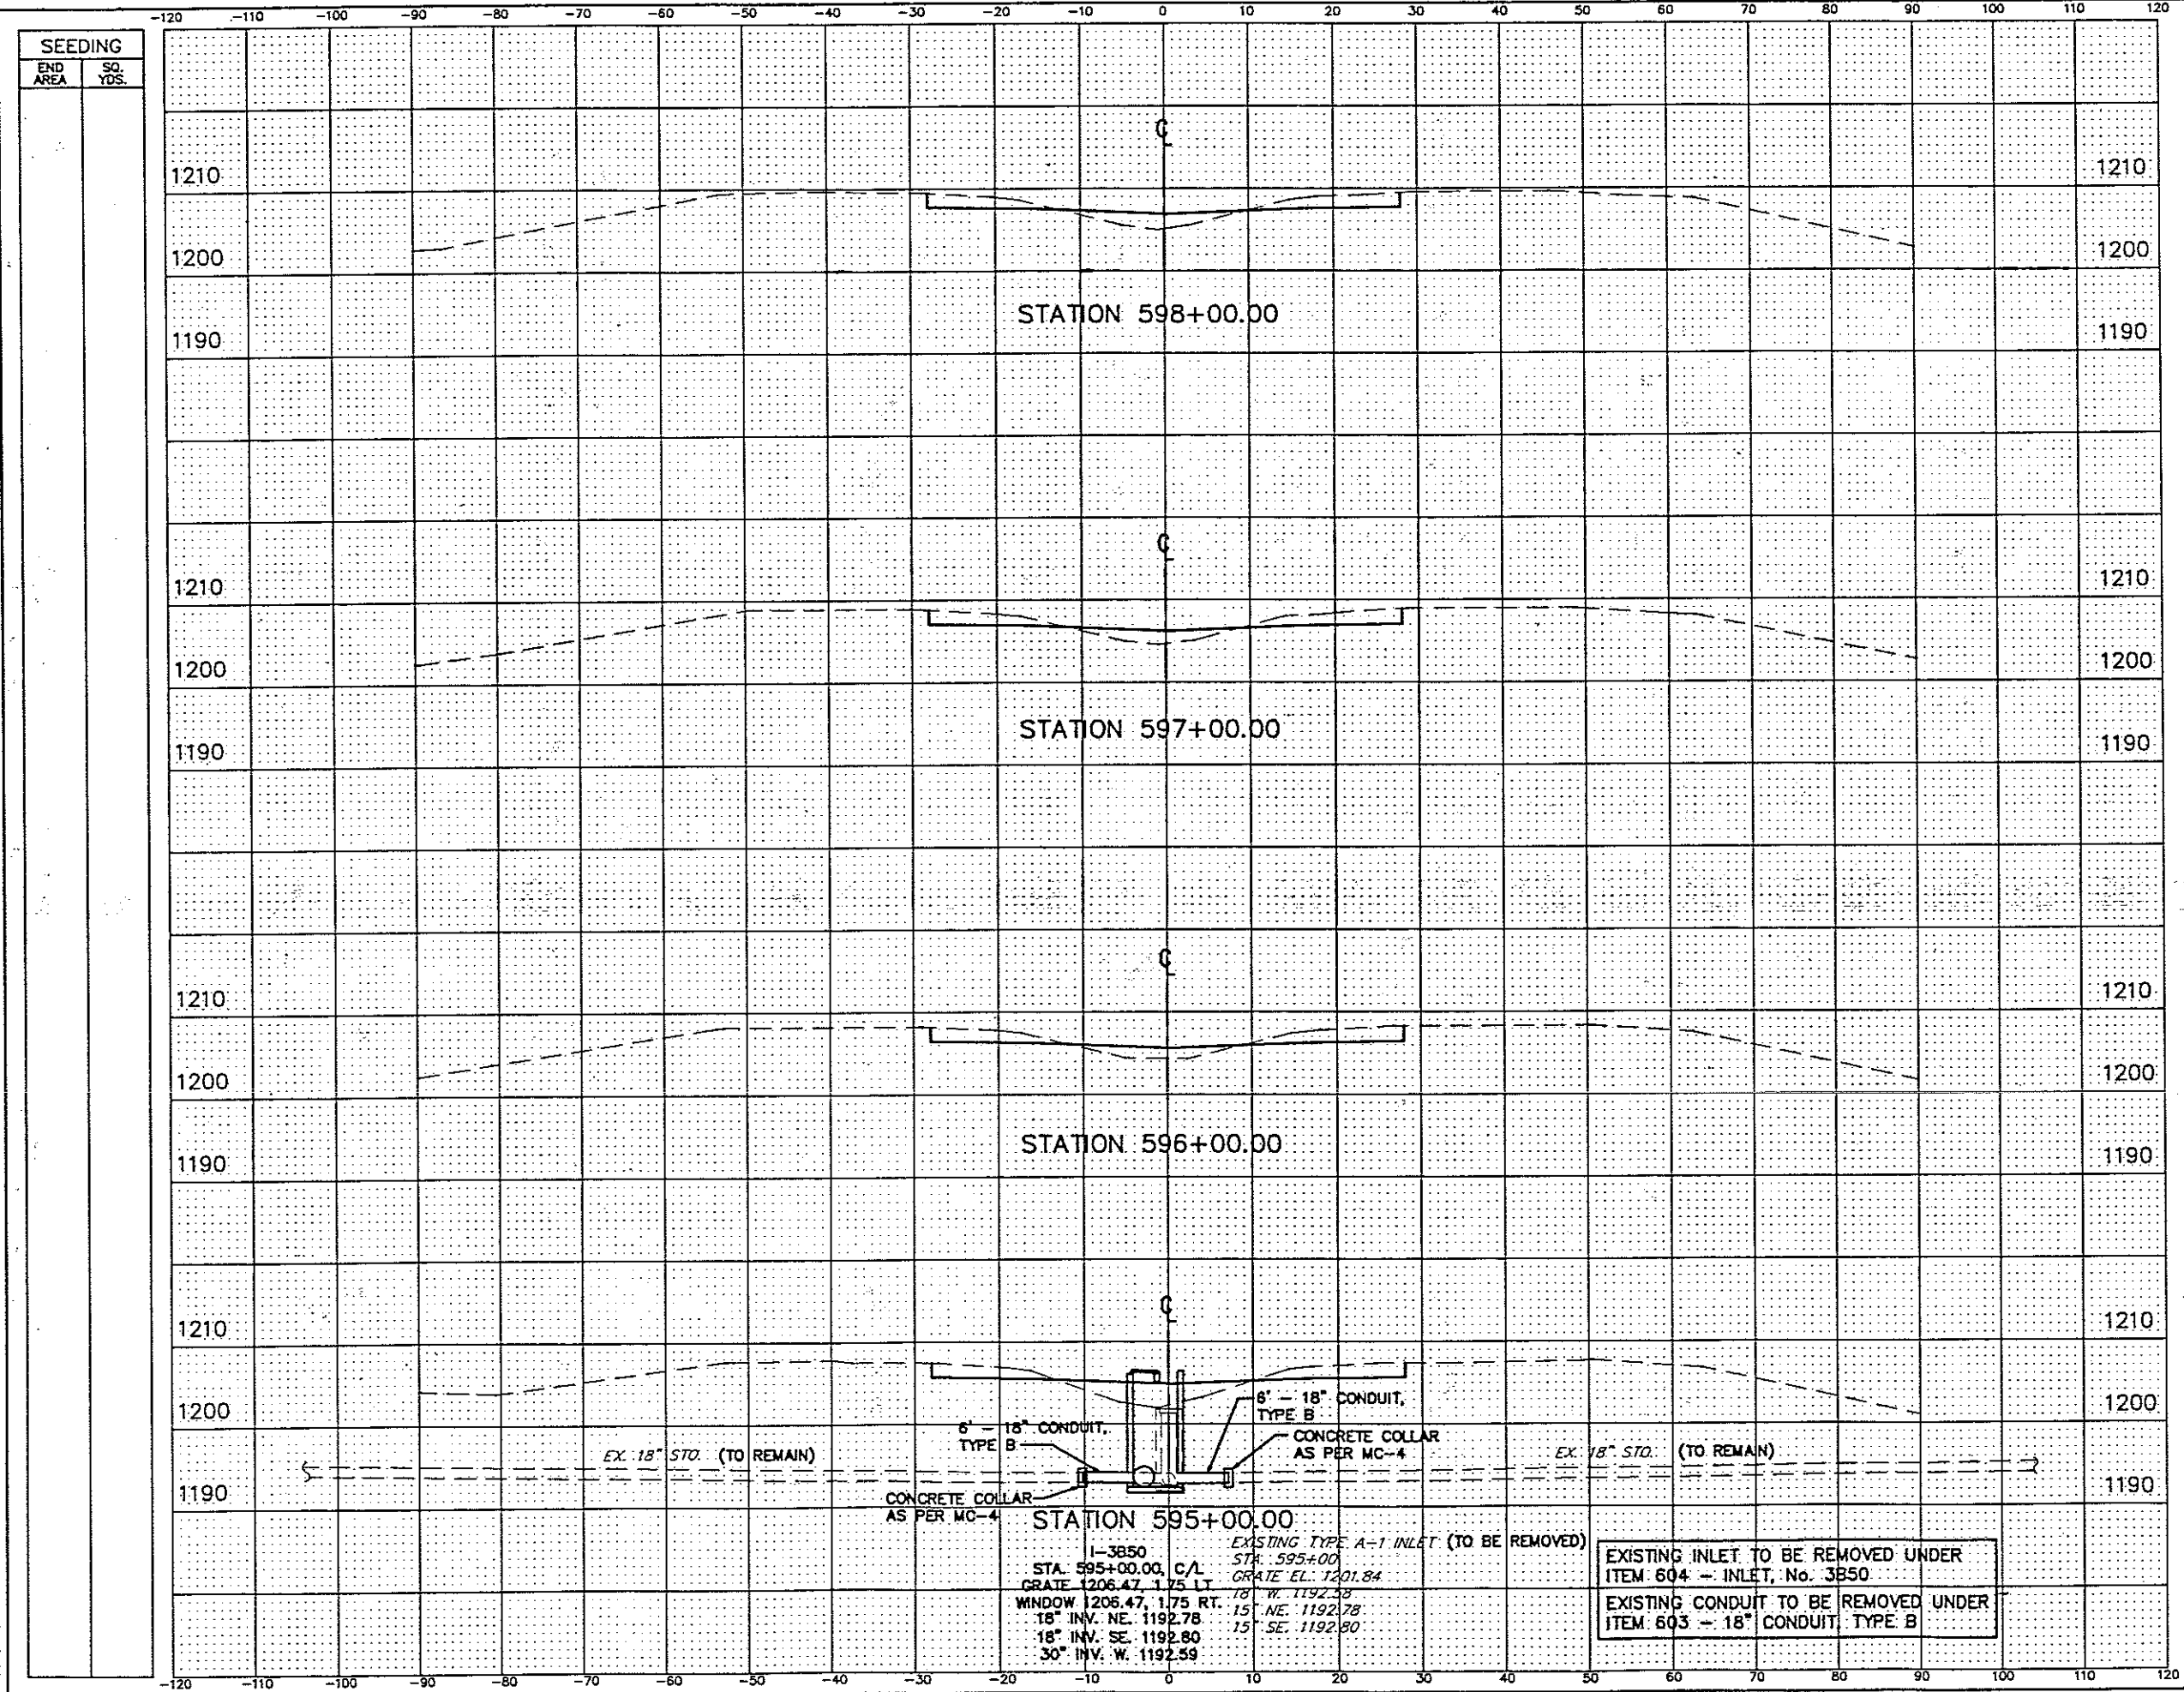 -120 -110 -100 -90 -80 -70 -60 -50 -40 -30 -20 -10 0 10 20 30 40 50 60 70 80 90 100 110 120
SEEDING
END AREA
SQ. YDS.
C L
1210 1210
1200 1200
STATION 598+00.00
1190 1190
C L
1210 1210
1200 1200
STATION 597+00.00
1190 1190
C L
1210 1210
1200 1200
STATION 596+00.00
1190 1190
C L
1210 1210
1200 1200
6' - 18" CONDUIT,
TYPE B
6' - 18" CONDUIT,
TYPE B
CONCRETE COLLAR
AS PER MC-4
EX. 18" STO. (TO REMAIN)
EX. 18" STO. (TO REMAIN)
1190 1190
CONCRETE COLLAR
AS PER MC-4
STATION 595+00.00
I-3B50
STA. 595+00.00, C/L
GRATE 1206.47, 1.75 LT.
WINDOW 1206.47, 1.75 RT.
18" INV. NE. 1192.78
18" INV. SE. 1192.80
30" INV. W. 1192.59
EXISTING TYPE A-1 INLET (TO BE REMOVED)
STA. 595+00
GRATE EL. 1201.84
18" W. 1192.58
15" NE. 1192.78
15" SE. 1192.80
EXISTING INLET TO BE REMOVED UNDER
ITEM 604 - INLET, No. 3B50
EXISTING CONDUIT TO BE REMOVED UNDER
ITEM 603 - 18" CONDUIT, TYPE B
-120 -110 -100 -90 -80 -70 -60 -50 -40 -30 -20 -10 0 10 20 30 40 50 60 70 80 90 100 110 120